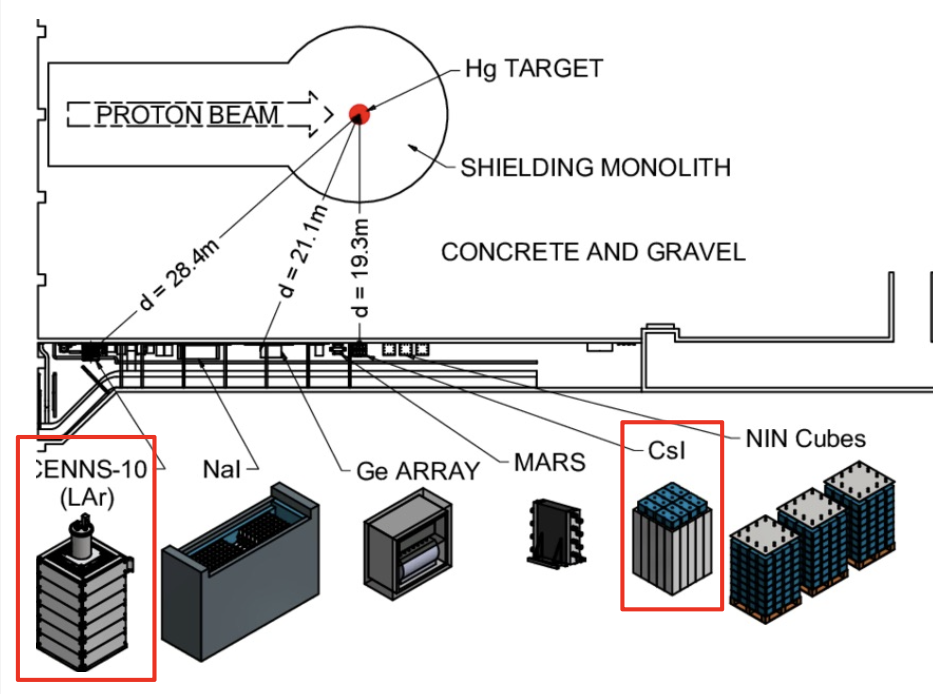 Hg TARGET
PROTON BEAM
SHIELDING MONOLITH
d = 28.4m
d = 21.1m
d = 19.3m
CONCRETE AND GRAVEL
CENNS-10
(LAr)
NaI
Ge ARRAY
MARS
CsI
NIN Cubes